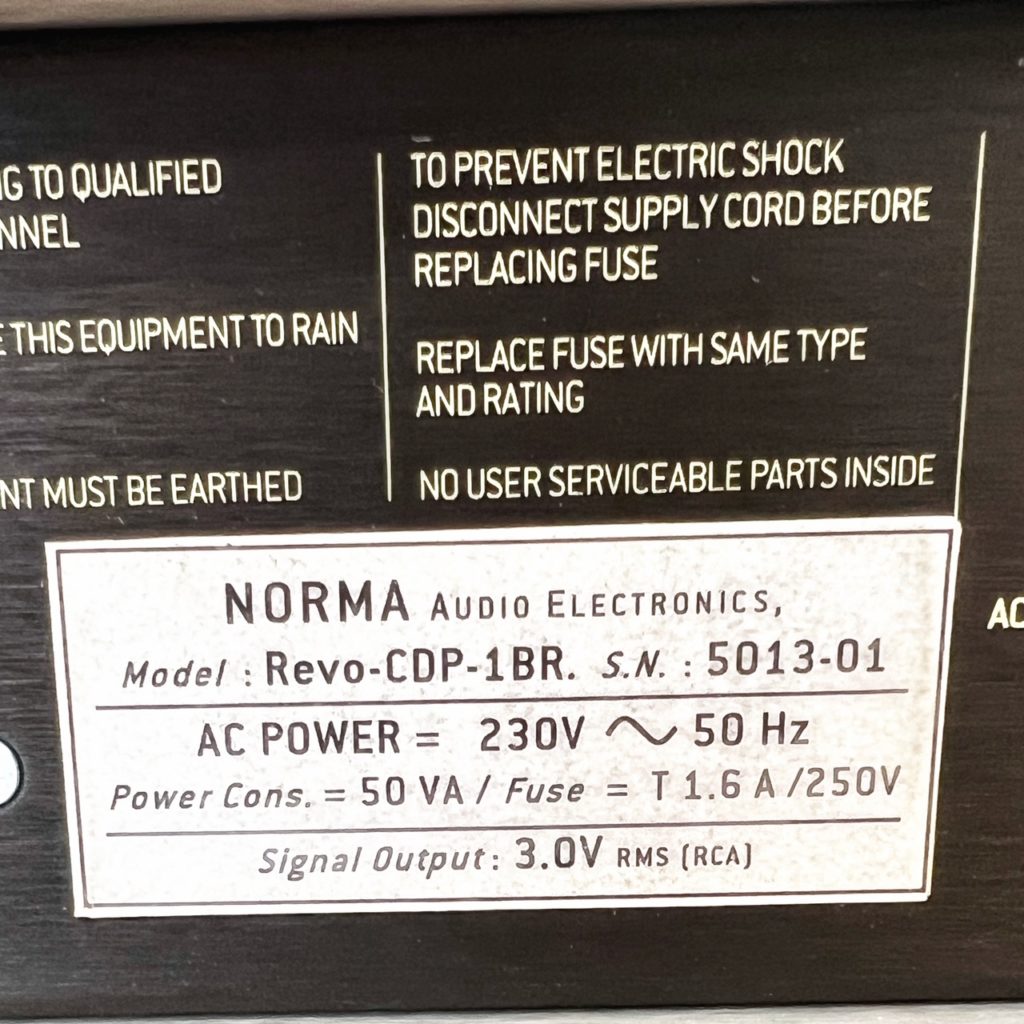 NG TO QUALIFIED
NNEL
E THIS EQUIPMENT TO RAIN
NT MUST BE EARTHED
TO PREVENT ELECTRIC SHOCK
DISCONNECT SUPPLY CORD BEFORE
REPLACING FUSE
REPLACE FUSE WITH SAME TYPE
AND RATING
NO USER SERVICEABLE PARTS INSIDE
AC
NORMA AUDIO ELECTRONICS,
Model : Revo-CDP-1BR. S.N. : 5013-01
AC POWER = 230V ~ 50 Hz
Power Cons. = 50 VA / Fuse = T 1.6 A /250V
Signal Output: 3.0V RMS (RCA)